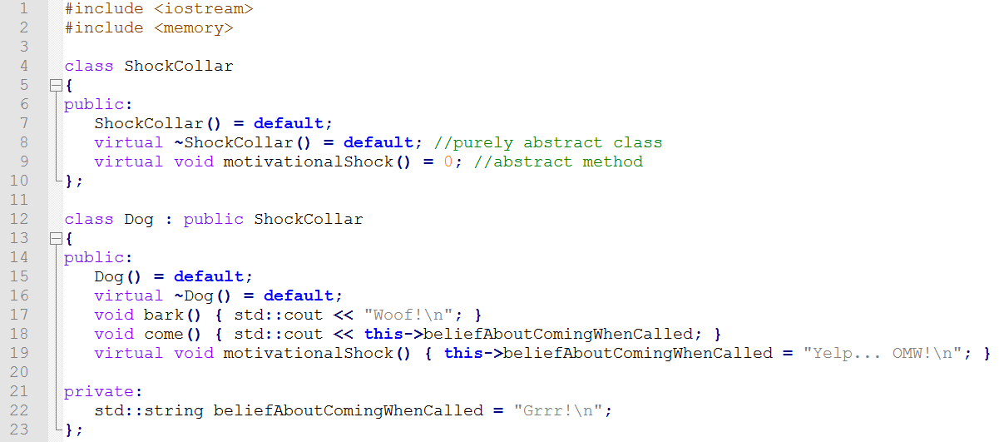 1 #include <iostream>
2 #include <memory>
3
4 class ShockCollar
5 {
6 public:
7    ShockCollar() = default;
8    virtual ~ShockCollar() = default; //purely abstract class
9    virtual void motivationalShock() = 0; //abstract method
10 };
11
12 class Dog : public ShockCollar
13 {
14 public:
15    Dog() = default;
16    virtual ~Dog() = default;
17    void bark() { std::cout << "Woof!\n"; }
18    void come() { std::cout << this->beliefAboutComingWhenCalled; }
19    virtual void motivationalShock() { this->beliefAboutComingWhenCalled = "Yelp... OMW!\n"; }
20
21 private:
22    std::string beliefAboutComingWhenCalled = "Grrr!\n";
23 };